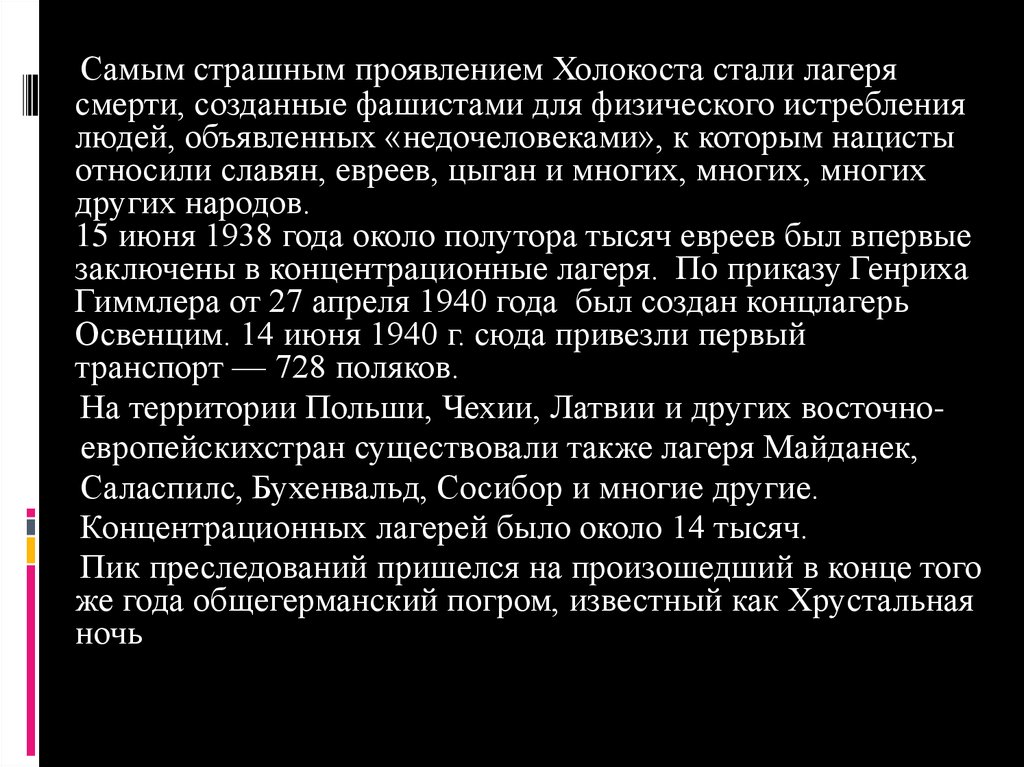 Самым страшным проявлением Холокоста стали лагеря
смерти, созданные фашистами для физического истребления
людей, объявленных «недочеловеками», к которым нацисты
относили славян, евреев, цыган и многих, многих, многих
других народов.
15 июня 1938 года около полутора тысяч евреев был впервые
заключены в концентрационные лагеря.  По приказу Генриха
Гиммлера от 27 апреля 1940 года  был создан концлагерь
Освенцим. 14 июня 1940 г. сюда привезли первый
транспорт — 728 поляков.
На территории Польши, Чехии, Латвии и других восточно-
европейскихстран существовали также лагеря Майданек,
Саласпилс, Бухенвальд, Сосибор и многие другие.
Концентрационных лагерей было около 14 тысяч.
Пик преследований пришелся на произошедший в конце того
же года общегерманский погром, известный как Хрустальная
ночь